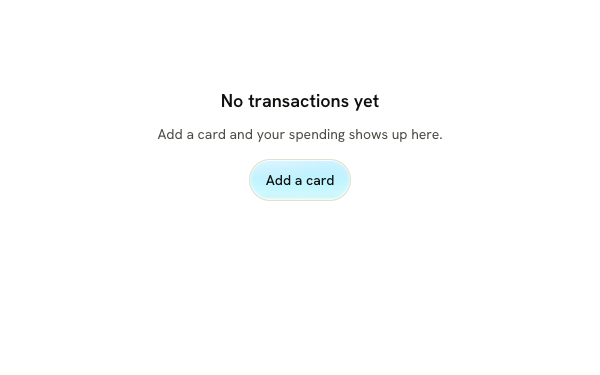 No transactions yet
Add a card and your spending shows up here.
Add a card